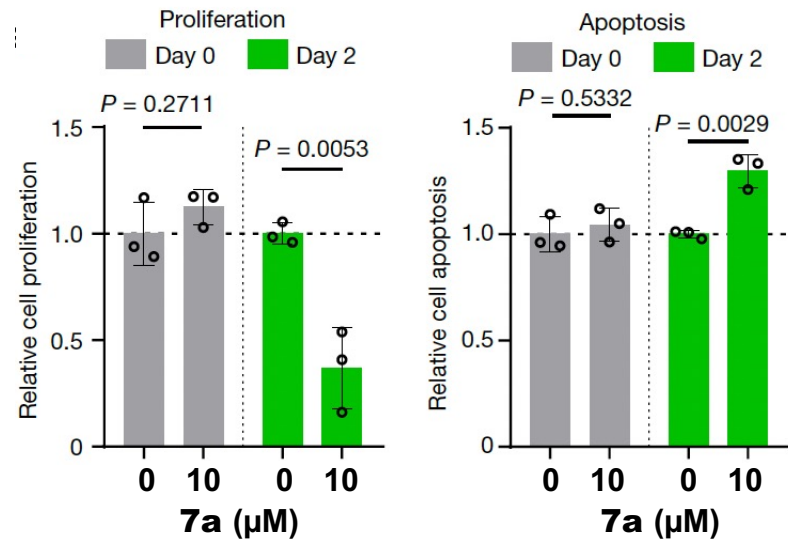 Proliferation
Day 0 Day 2
P = 0.2711
P = 0.0053
1.5
1.0
0.5
0
Relative cell proliferation
0 10 0 10
7a (μM)
Apoptosis
Day 0 Day 2
P = 0.5332
P = 0.0029
1.5
1.0
0.5
0
Relative cell apoptosis
0 10 0 10
7a (μM)